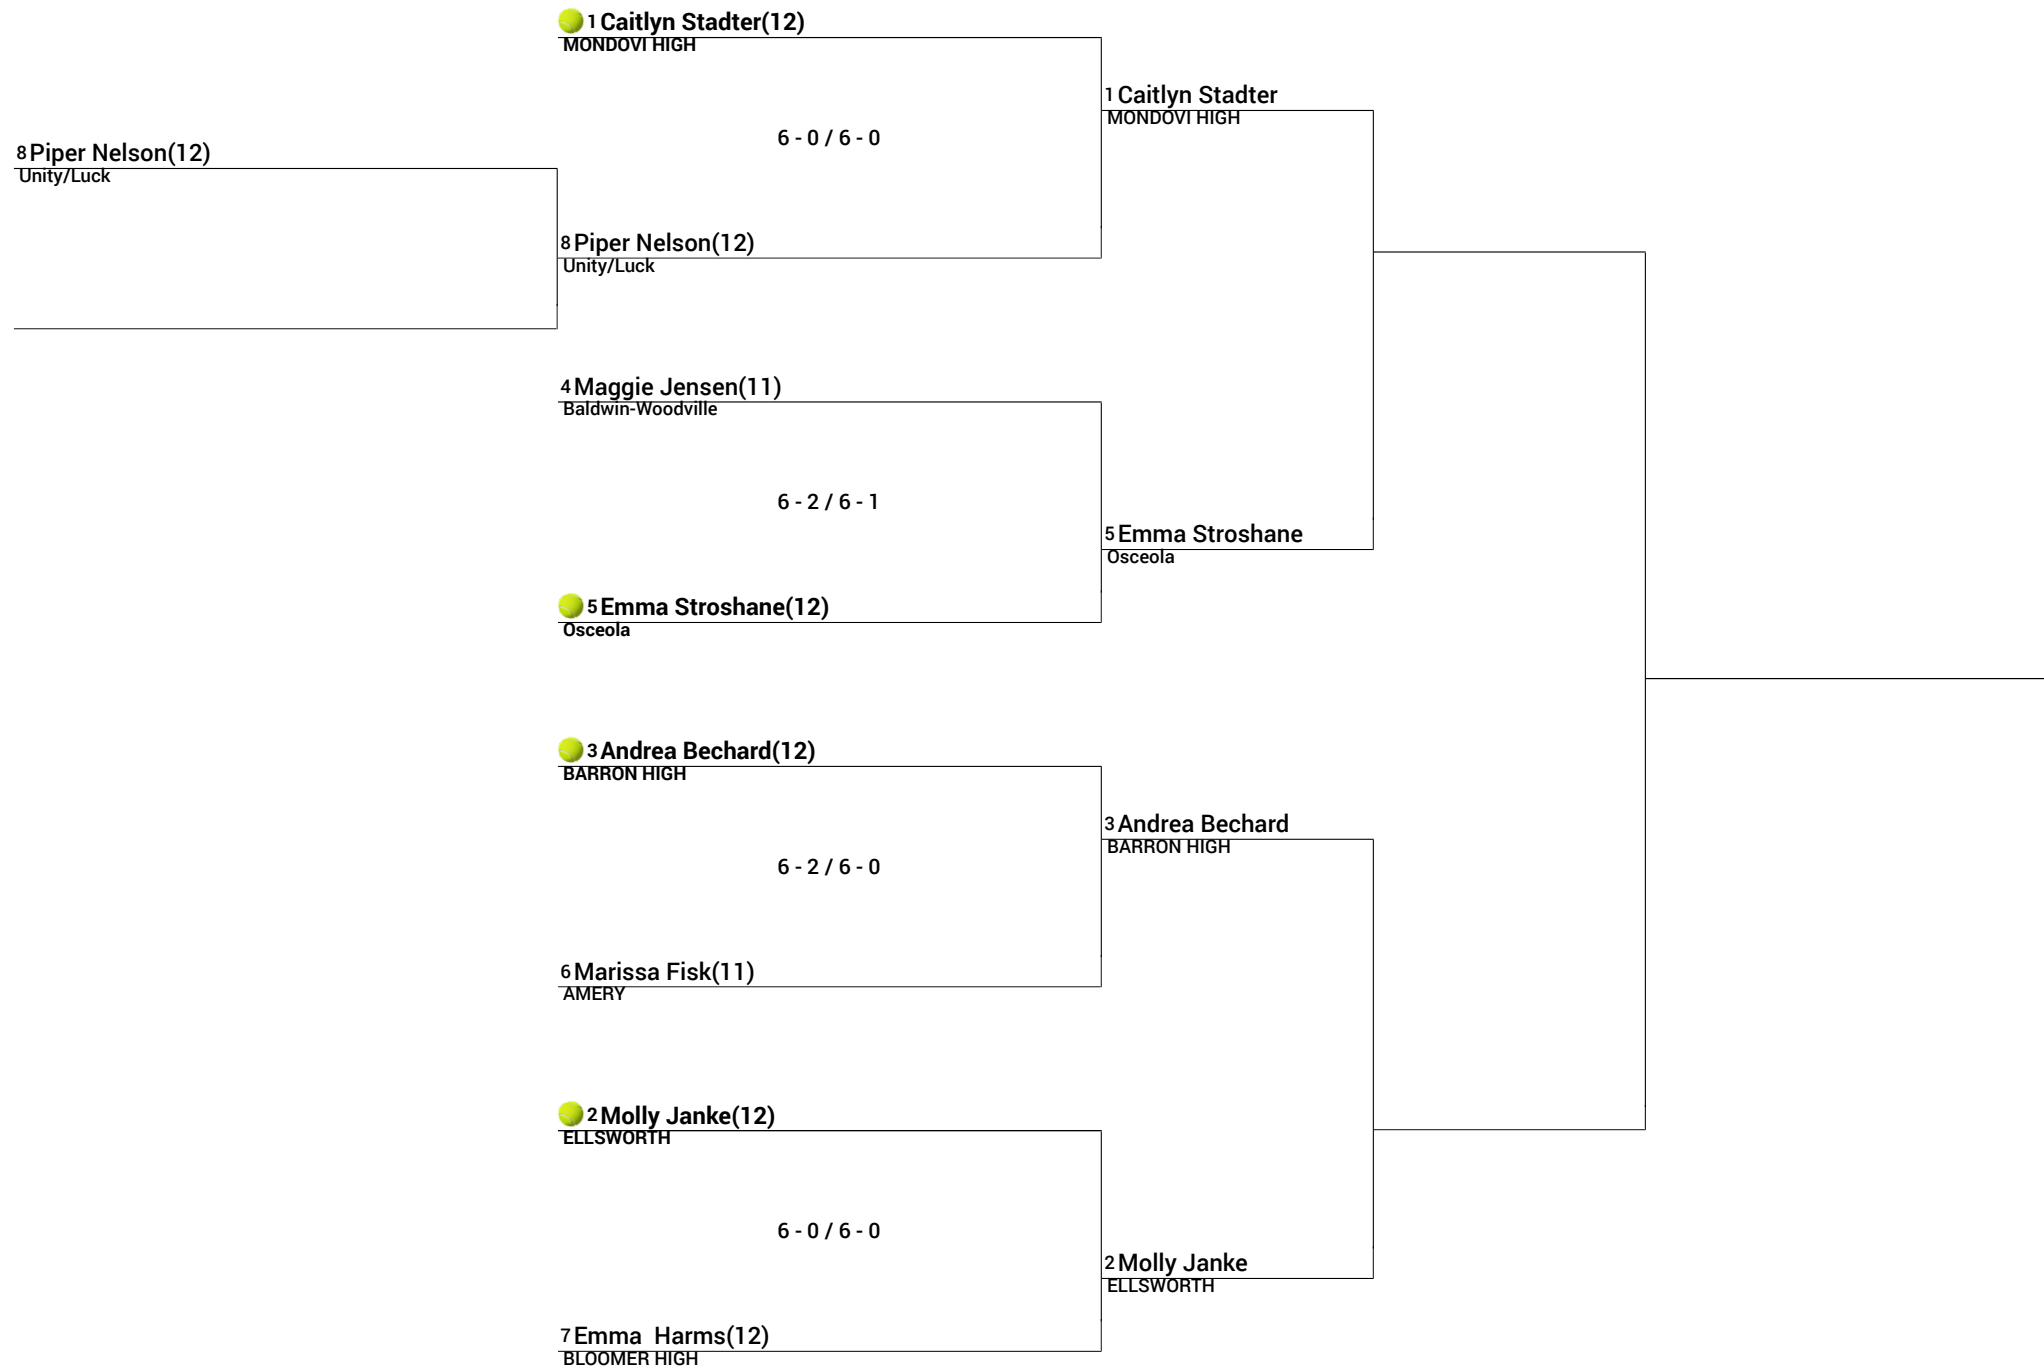 8 Piper Nelson(12)
Unity/Luck
1 Caitlyn Stadter(12)
MONDOVI HIGH
6 - 0 / 6 - 0
8 Piper Nelson(12)
Unity/Luck
4 Maggie Jensen(11)
Baldwin-Woodville
6 - 2 / 6 - 1
5 Emma Stroshane(12)
Osceola
3 Andrea Bechard(12)
BARRON HIGH
6 - 2 / 6 - 0
6 Marissa Fisk(11)
AMERY
2 Molly Janke(12)
ELLSWORTH
6 - 0 / 6 - 0
7 Emma  Harms(12)
BLOOMER HIGH
1 Caitlyn Stadter
MONDOVI HIGH
5 Emma Stroshane
Osceola
3 Andrea Bechard
BARRON HIGH
2 Molly Janke
ELLSWORTH